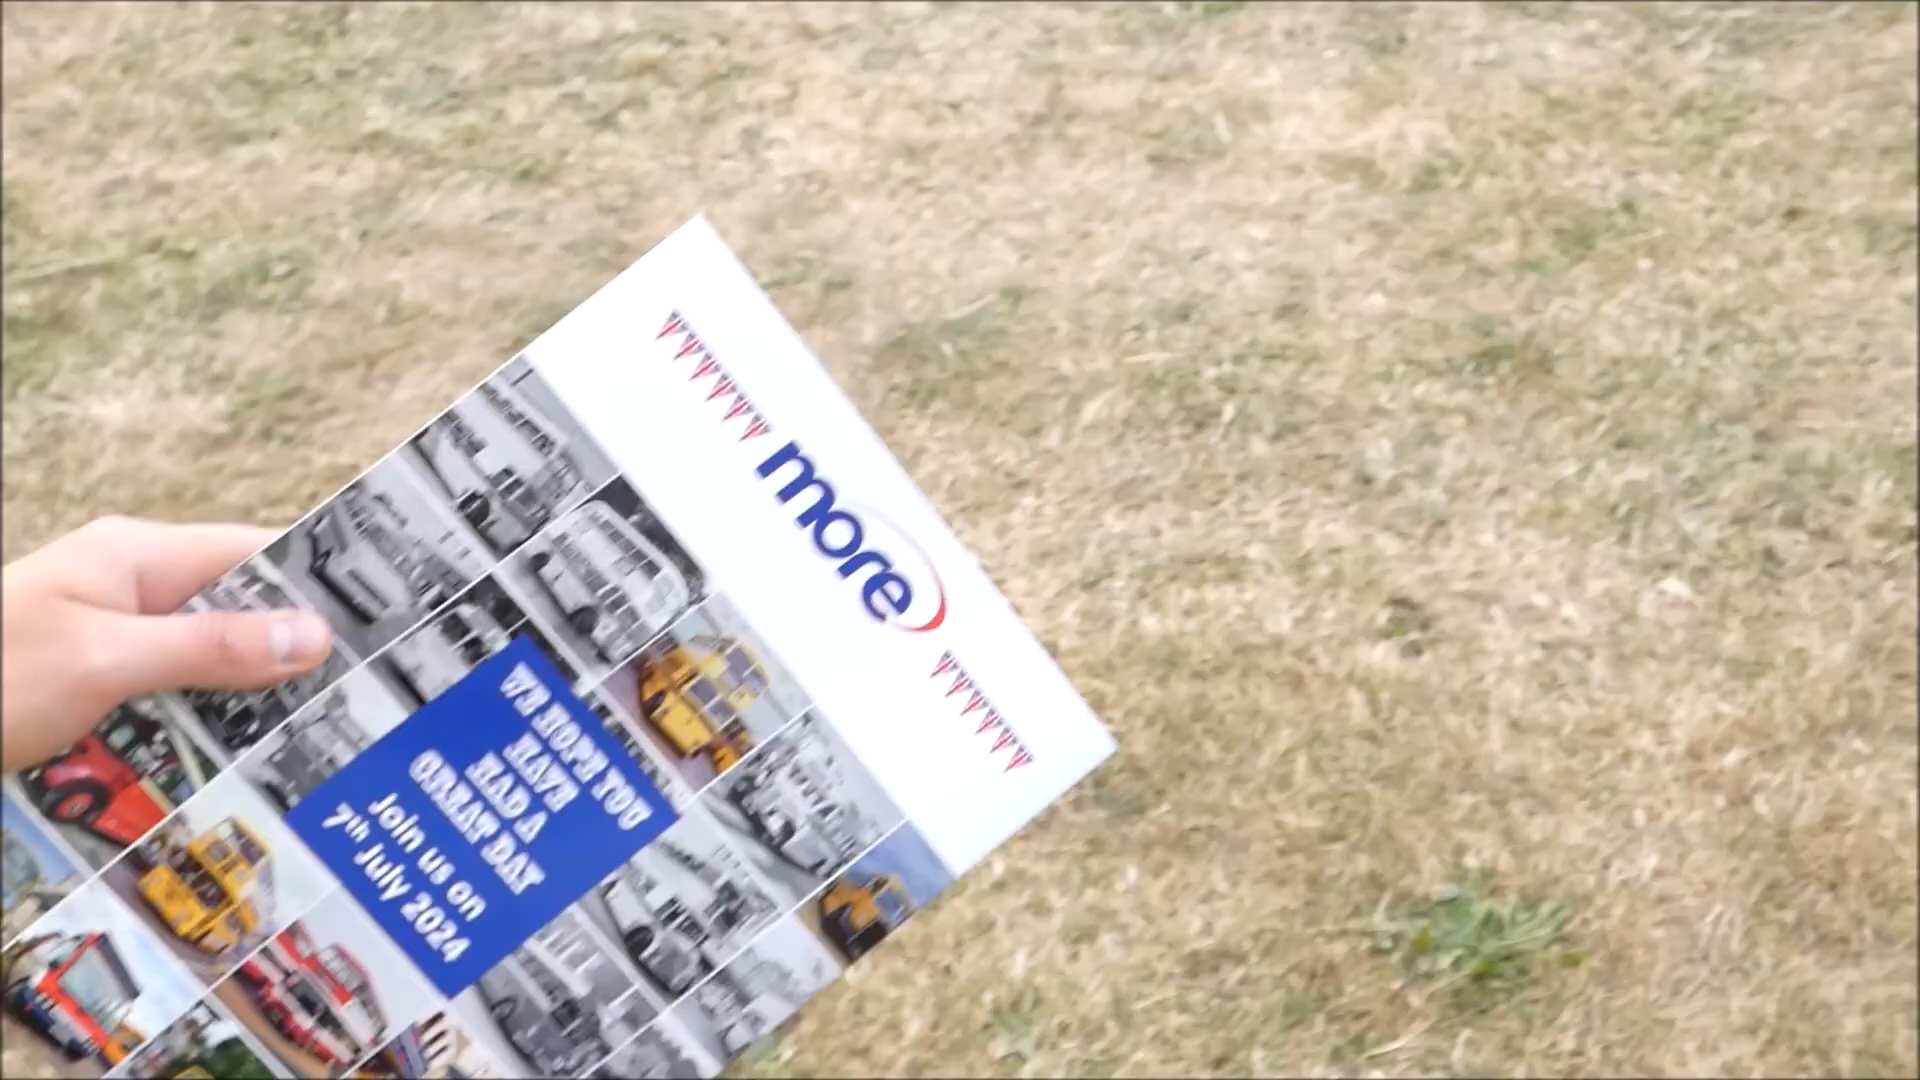 more
WE HOPE YOU
HAVE
HAD A
GREAT DAY
Join us on
7th July 2024